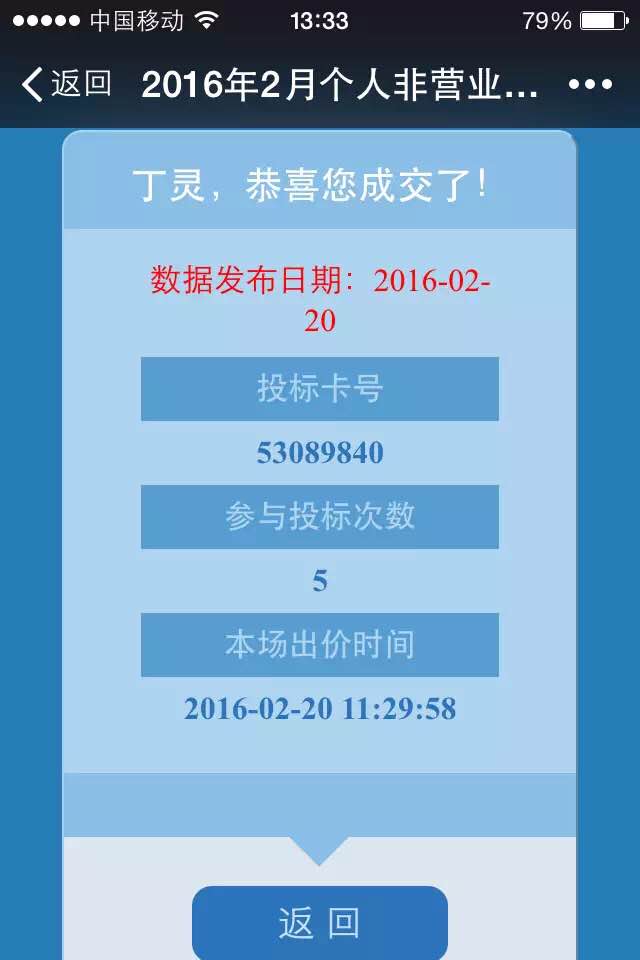 中国移动 13:33 79%
返回 2016年2月个人非营业...
丁灵，恭喜您成交了！
数据发布日期：2016-02-
20
投标卡号
53089840
参与投标次数
5
本场出价时间
2016-02-20 11:29:58
返 回